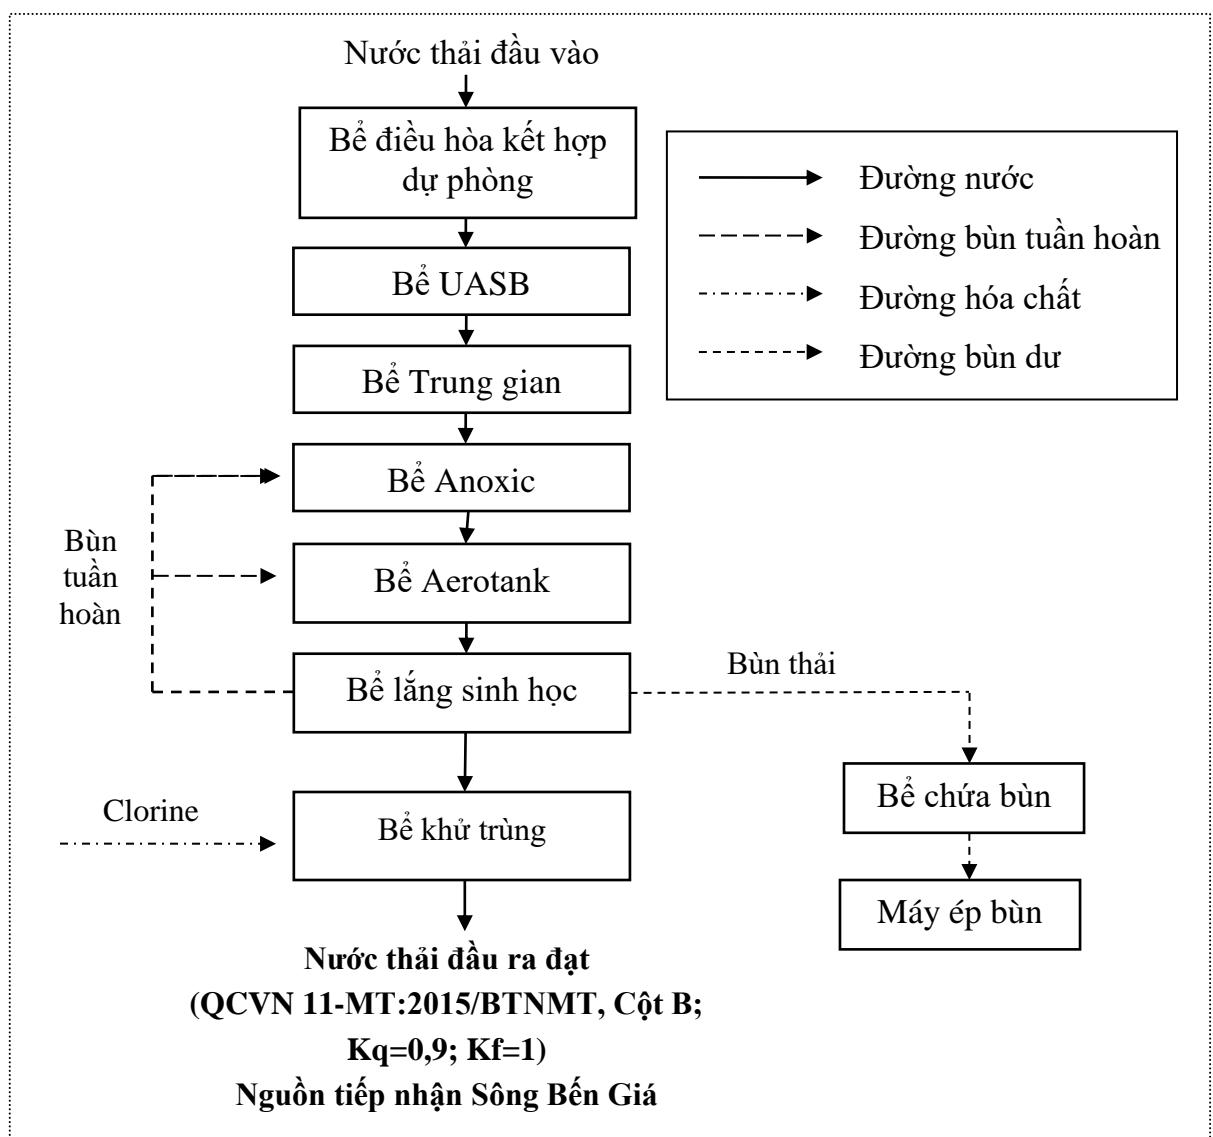 Nước thải đầu vào
Bể điều hòa kết hợp
dự phòng
Đường nước
Đường bùn tuần hoàn
Đường hóa chất
Đường bùn dư
Bể UASB
Bể Trung gian
Bể Anoxic
Bùn
tuần
hoàn
Bể Aerotank
Bể lắng sinh học
Bùn thải
Bể chứa bùn
Máy ép bùn
Clorine
Bể khử trùng
Nước thải đầu ra đạt
(QCVN 11-MT:2015/BTNMT, Cột B;
Kq=0,9; Kf=1)
Nguồn tiếp nhận Sông Bến Giá